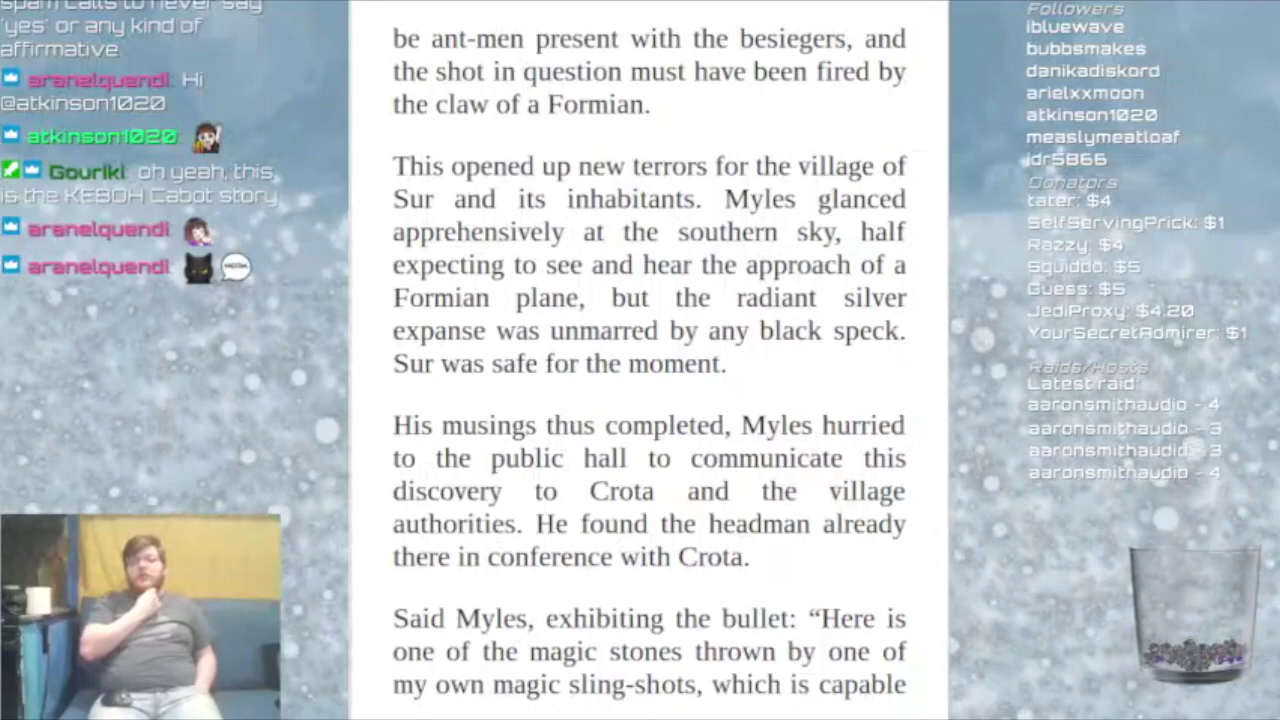 spam calls to never say
'yes' or any kind of
affirmative
aranelquendi: Hi
@atkinson1020
atkinson1020:
Gouriki: oh yeah, this
is the KEBOH Cabot story
aranelquendi:
aranelquendi:
be ant-men present with the besiegers, and
the shot in question must have been fired by
the claw of a Formian.
This opened up new terrors for the village of
Sur and its inhabitants. Myles glanced
apprehensively at the southern sky, half
expecting to see and hear the approach of a
Formian plane, but the radiant silver
expanse was unmarred by any black speck.
Sur was safe for the moment.
His musings thus completed, Myles hurried
to the public hall to communicate this
discovery to Crota and the village
authorities. He found the headman already
there in conference with Crota.
Said Myles, exhibiting the bullet: “Here is
one of the magic stones thrown by one of
my own magic sling-shots, which is capable
Followers
ibluewave
bubbsmakes
danikadiskord
arielxxmoon
atkinson1020
measlymeatloaf
jdr5866
Donators
tater: $4
SelfServingPrick: $1
Razzy: $4
Squiddo: $5
Guess: $5
JediProxy: $4.20
YourSecretAdmirer: $1
Raids/Hosts
Latest raid:
aaronsmithaudio - 4
aaronsmithaudio - 3
aaronsmithaudio - 3
aaronsmithaudio - 4